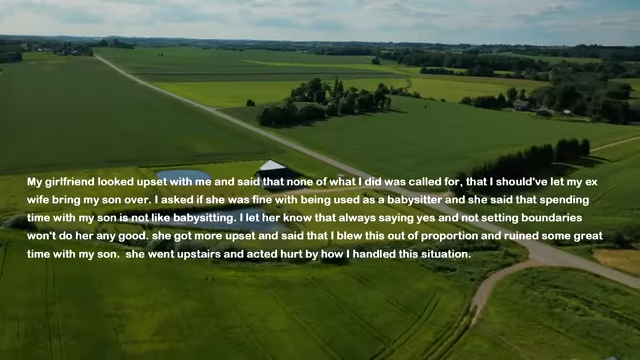 My girlfriend looked upset with me and said that none of what I did was called for, that I should've let my ex
wife bring my son over. I asked if she was fine with being used as a babysitter and she said that spending
time with my son is not like babysitting. I let her know that always saying yes and not setting boundaries
won't do her any good. she got more upset and said that I blew this out of proportion and ruined some great
time with my son.  she went upstairs and acted hurt by how I handled this situation.